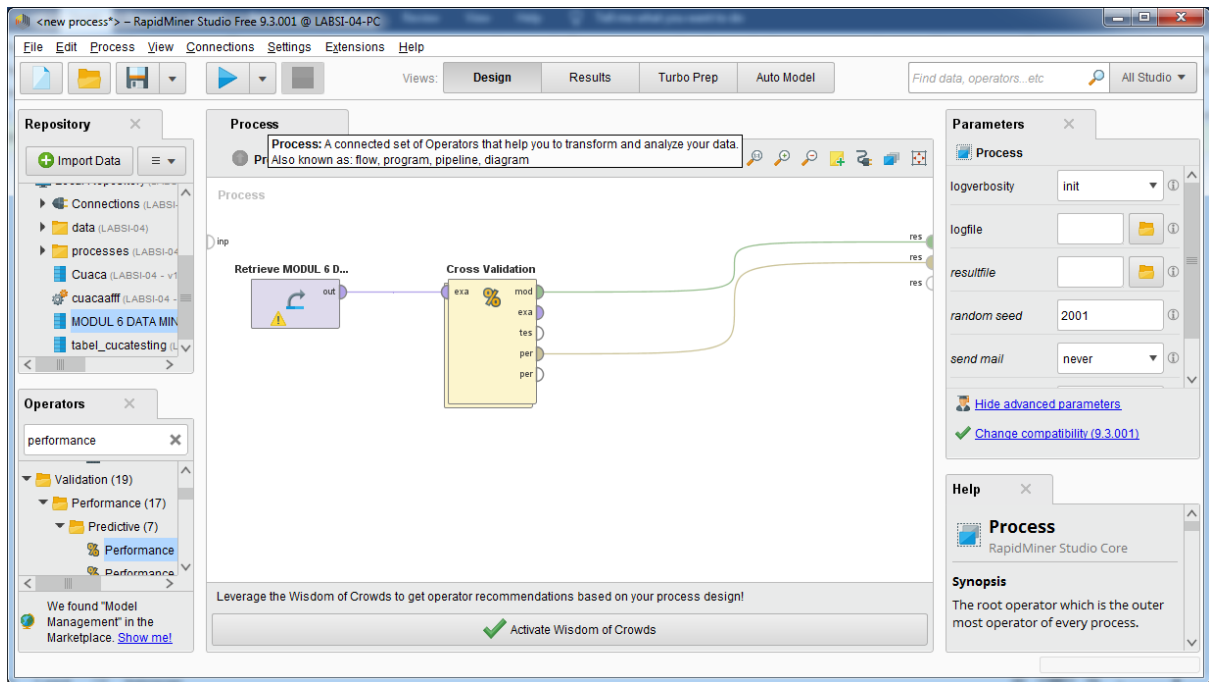 <new process*> – RapidMiner Studio Free 9.3.001 @ LABSI-04-PC
File Edit Process View Connections Settings Extensions Help
Views: Design Results Turbo Prep Auto Model
Find data, operators...etc
All Studio
Repository
Import Data
Connections (LABSI-
data (LABSI-04)
processes (LABSI-04
Cuaca (LABSI-04 - v1
cuacaafff (LABSI-04 -
MODUL 6 DATA MIN
tabel_cucatesting (L
Operators
performance
Validation (19)
Performance (17)
Predictive (7)
Performance
Performance
We found "Model
Management" in the
Marketplace. Show me!
Process
Process: A connected set of Operators that help you to transform and analyze your data.
Also known as: flow, program, pipeline, diagram
Process
inp
Retrieve MODUL 6 D...
out
Cross Validation
exa
mod
exa
tes
per
per
res
res
res
Leverage the Wisdom of Crowds to get operator recommendations based on your process design!
Activate Wisdom of Crowds
Parameters
Process
logverbosity init
logfile
resultfile
random seed 2001
send mail never
Hide advanced parameters
Change compatibility (9.3.001)
Help
Process
RapidMiner Studio Core
Synopsis
The root operator which is the outer
most operator of every process.